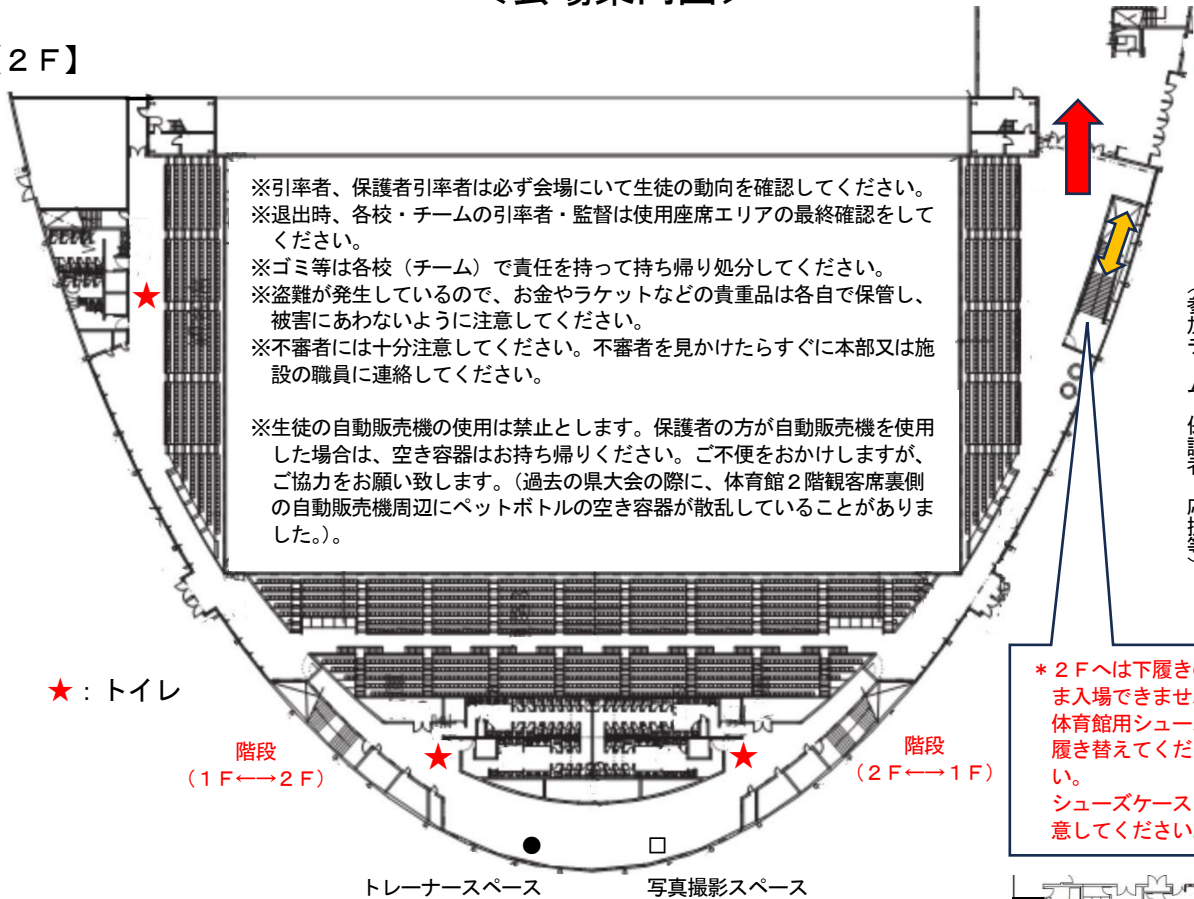 ２Ｆ】
※引率者、保護者引率者は必ず会場にいて生徒の動向を確認してください。
※退出時、各校・チームの引率者・監督は使用座席エリアの最終確認をして
ください。
※ゴミ等は各校（チーム）で責任を持って持ち帰り処分してください。
※盗難が発生しているので、お金やラケットなどの貴重品は各自で保管し、
被害にあわないように注意してください。
※不審者には十分注意してください。不審者を見かけたらすぐに本部又は施
設の職員に連絡してください。
※生徒の自動販売機の使用は禁止とします。保護者の方が自動販売機を使用
した場合は、空き容器はお持ち帰りください。ご不便をおかけしますが、
ご協力をお願い致します。（過去の県大会の際に、体育館２階観客席裏側
の自動販売機周辺にペットボトルの空き容器が散乱していることがありま
した。）。
★：トイレ
階段
（１Ｆ←→２Ｆ）
階段
（２Ｆ←→１Ｆ）
＊２Ｆへは下履き
ま入場できませ
体育館用シュー
履き替えてくだ
い。
シューズケース
意してください
トレーナースペース
写真撮影スペース